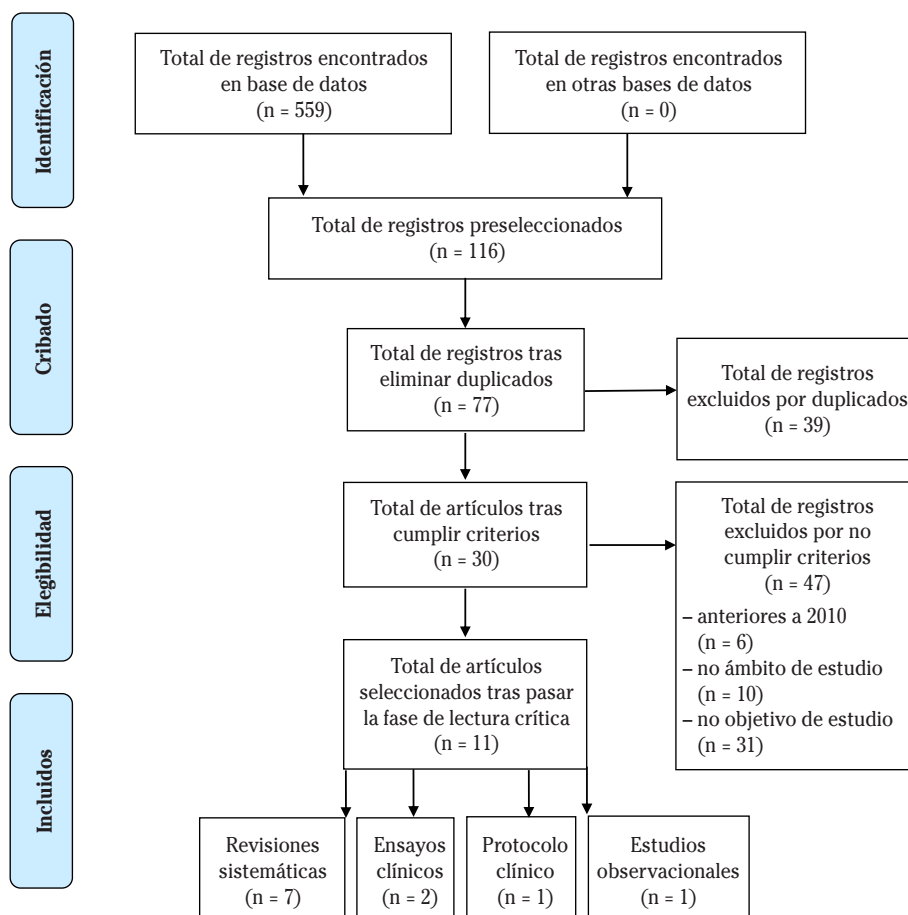 Identificación
Total de registros encontrados
en base de datos
(n = 559)
Total de registros encontrados
en otras bases de datos
(n = 0)
Total de registros preseleccionados
(n = 116)
Cribado
Total de registros tras
eliminar duplicados
(n = 77)
Total de registros
excluidos por duplicados
(n = 39)
Elegibilidad
Total de artículos tras
cumplir criterios
(n = 30)
Total de registros
excluidos por no
cumplir criterios
(n = 47)
– anteriores a 2010
(n = 6)
– no ámbito de estudio
(n = 10)
– no objetivo de estudio
(n = 31)
Total de artículos
seleccionados tras pasar
la fase de lectura crítica
(n = 11)
Incluidos
Revisiones
sistemáticas
(n = 7)
Ensayos
clínicos
(n = 2)
Protocolo
clínico
(n = 1)
Estudios
observacionales
(n = 1)